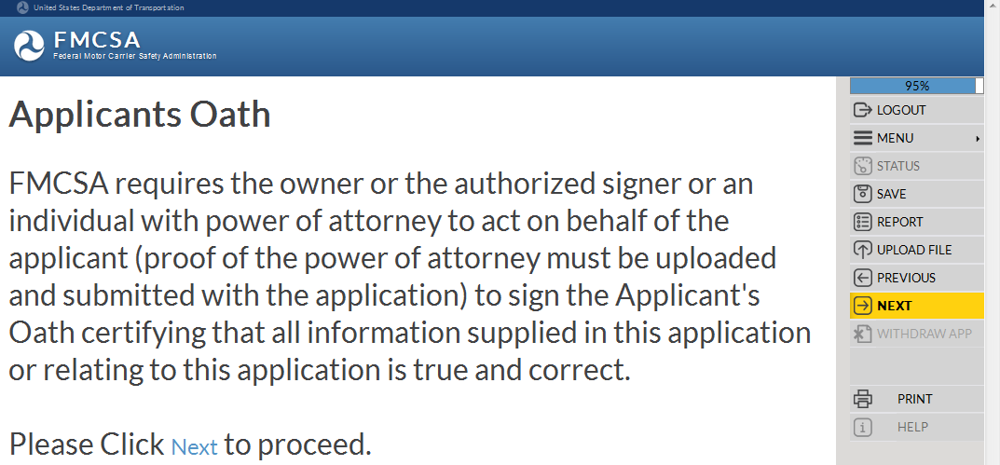 United States Department of Transportation
FMCSA
Federal Motor Carrier Safety Administration
Applicants Oath
FMCSA requires the owner or the authorized signer or an
individual with power of attorney to act on behalf of the
applicant (proof of the power of attorney must be uploaded
and submitted with the application) to sign the Applicant's
Oath certifying that all information supplied in this application
or relating to this application is true and correct.
Please Click Next to proceed.
95%
LOGOUT
MENU
STATUS
SAVE
REPORT
UPLOAD FILE
PREVIOUS
NEXT
WITHDRAW APP
PRINT
HELP